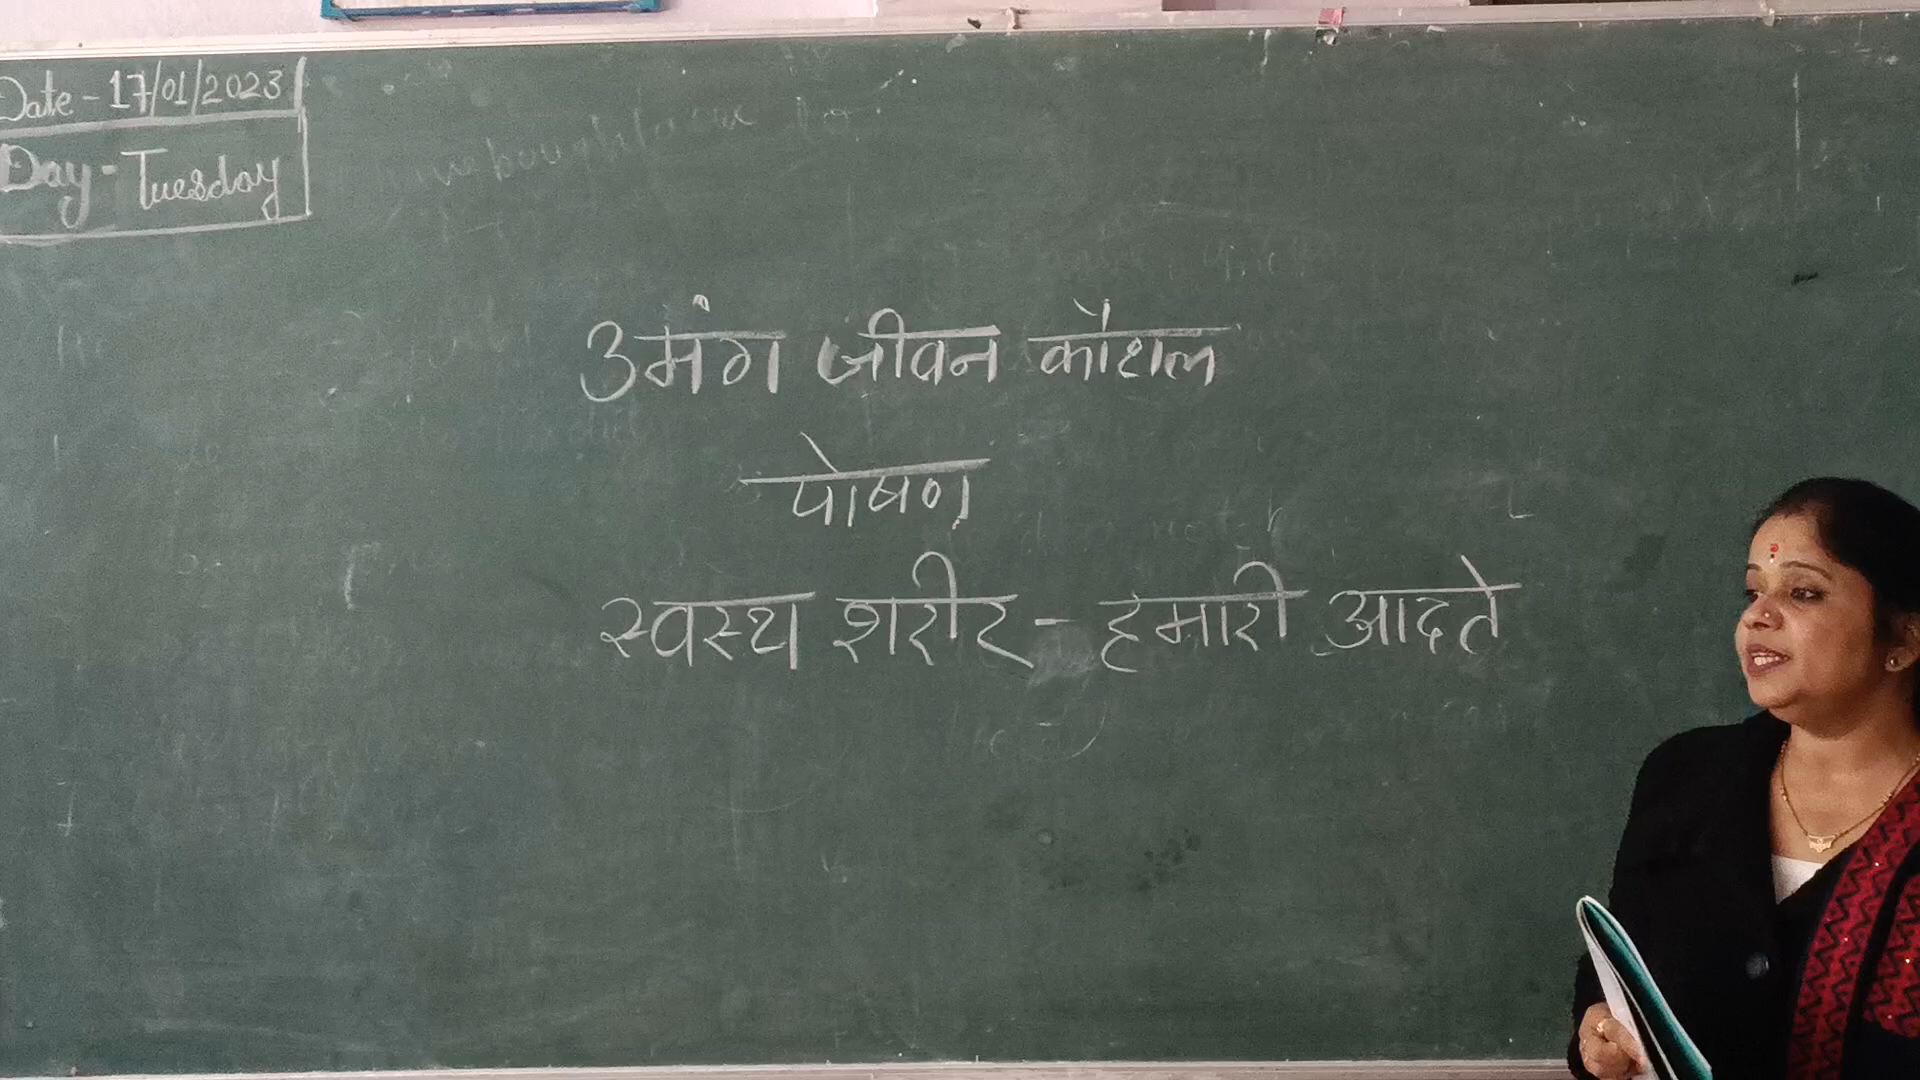 Date - 17/01/2023
Day - Tuesday
उमंग जीवन कौशल
पोषण
स्वस्थ शरीर - हमारी आदते